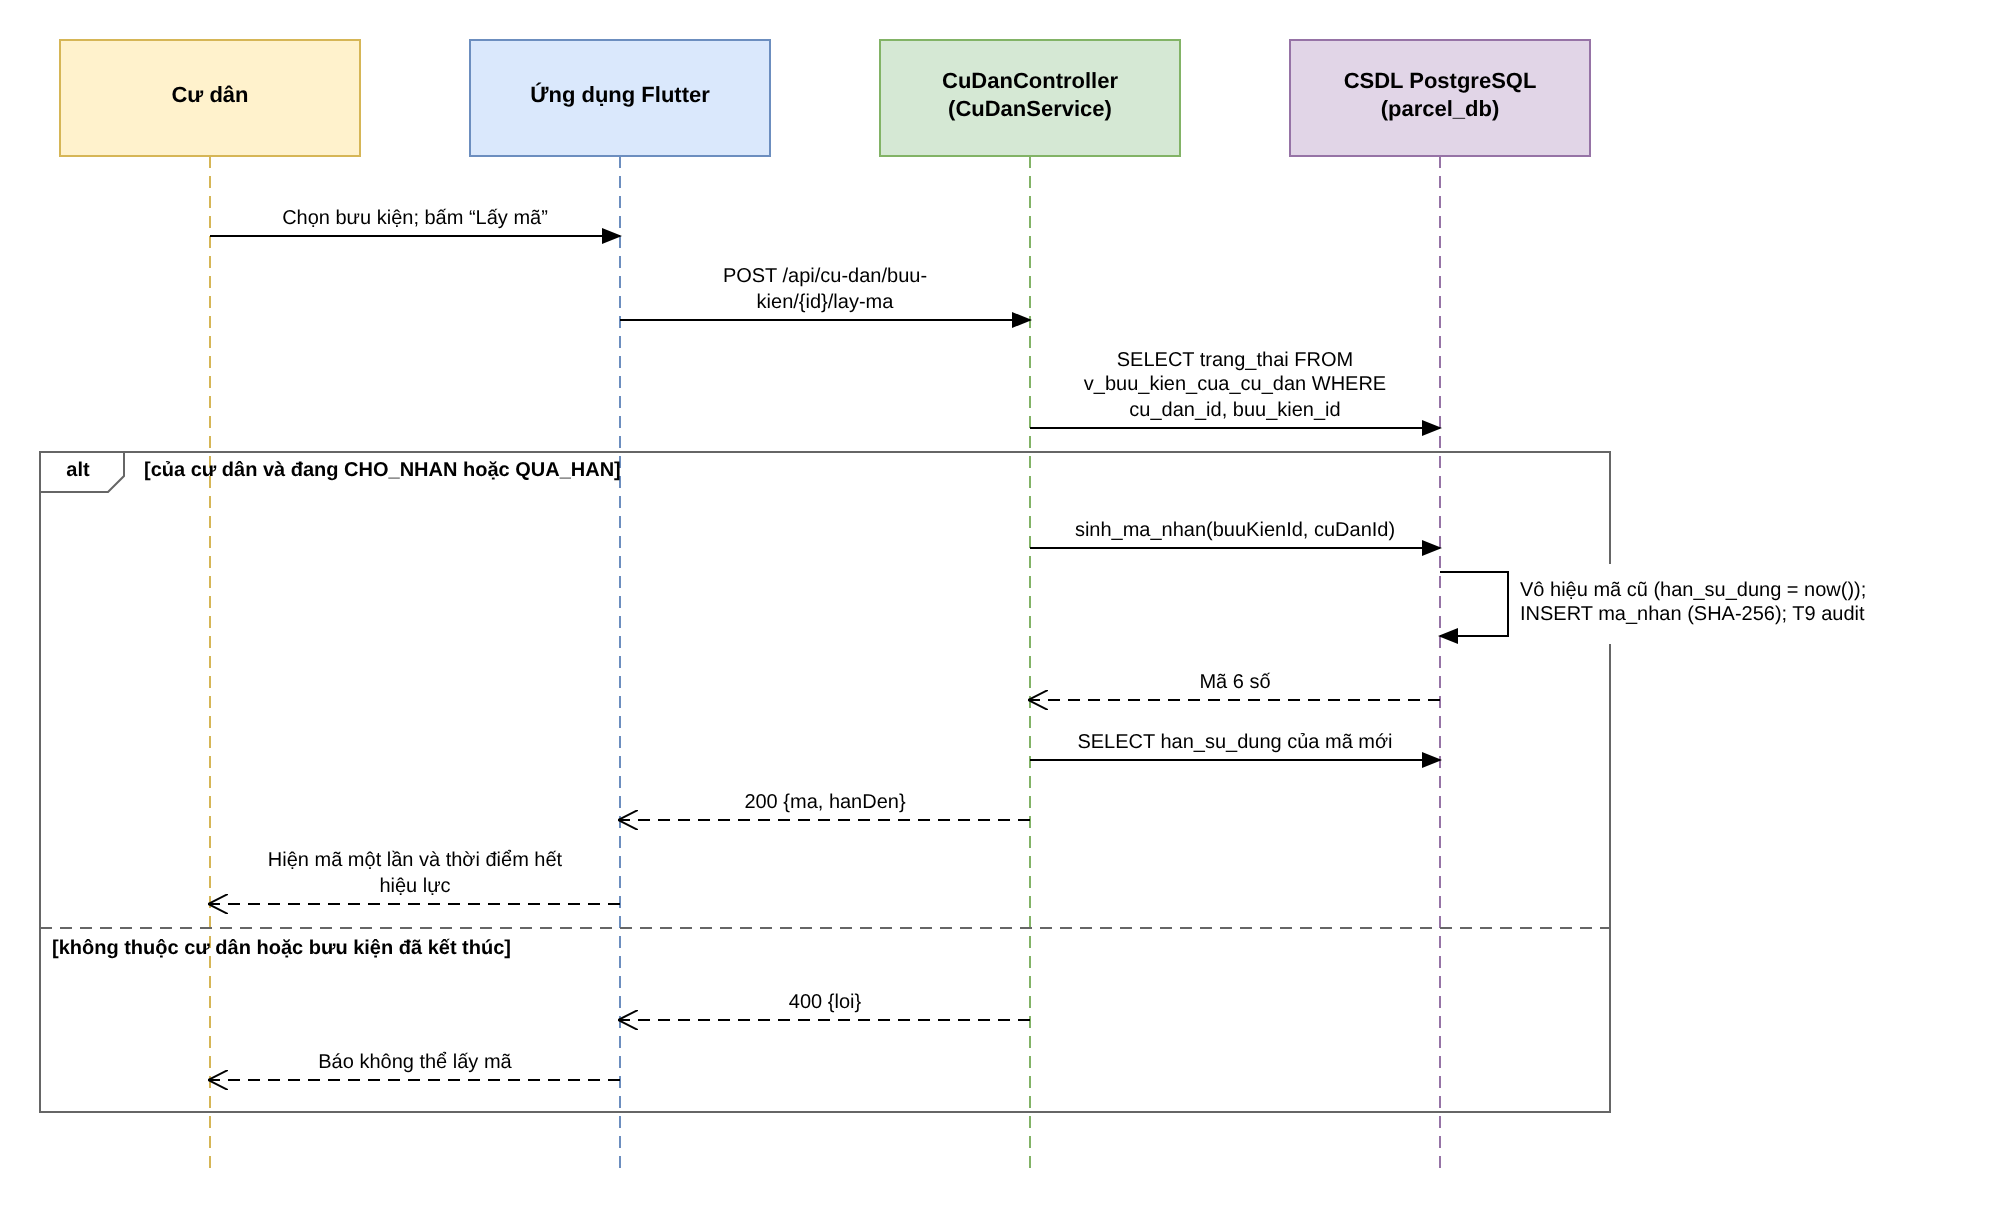 Cư dân
Ứng dụng Flutter
CuDanController
(CuDanService)
CSDL PostgreSQL
(parcel_db)
Chọn bưu kiện; bấm “Lấy mã”
POST /api/cu-dan/buu-
kien/{id}/lay-ma
SELECT trang_thai FROM
v_buu_kien_cua_cu_dan WHERE
cu_dan_id, buu_kien_id
alt
[của cư dân và đang CHO_NHAN hoặc QUA_HAN]
sinh_ma_nhan(buuKienId, cuDanId)
Vô hiệu mã cũ (han_su_dung = now());
INSERT ma_nhan (SHA-256); T9 audit
Mã 6 số
SELECT han_su_dung của mã mới
200 {ma, hanDen}
Hiện mã một lần và thời điểm hết
hiệu lực
[không thuộc cư dân hoặc bưu kiện đã kết thúc]
400 {loi}
Báo không thể lấy mã